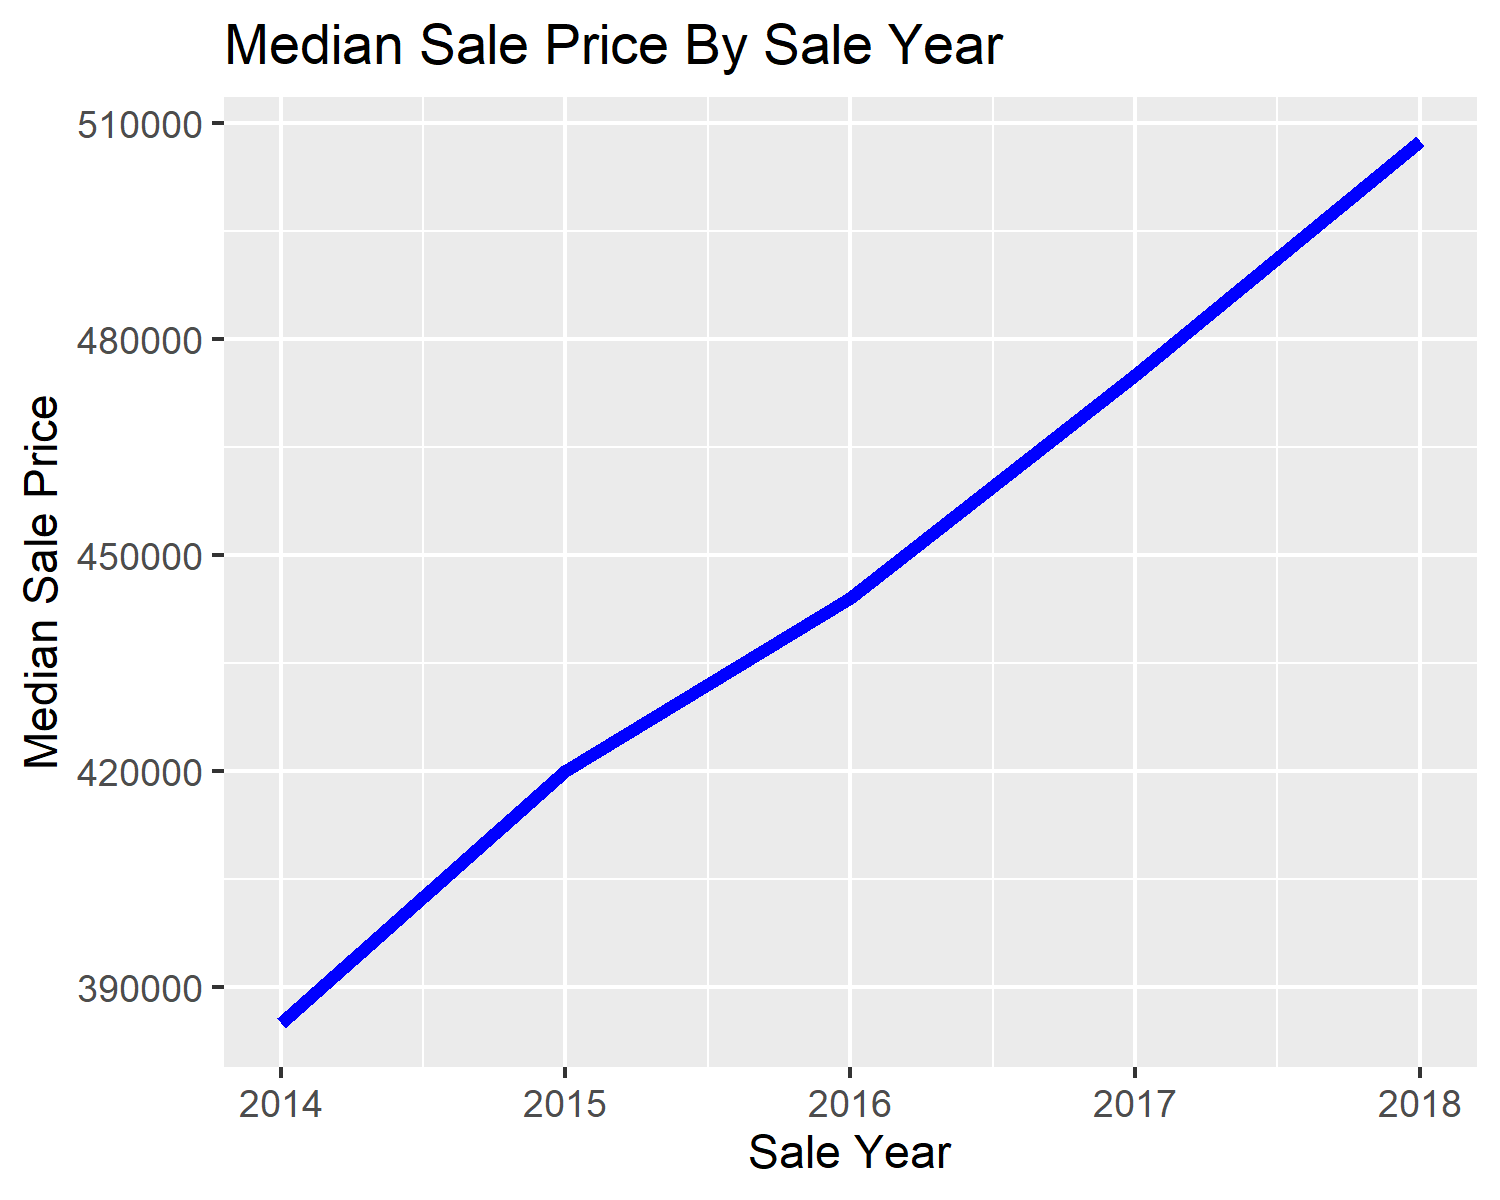 Median Sale Price By Sale Year
Median Sale Price
510000
480000
450000
420000
390000
2014 2015 2016 2017 2018
Sale Year